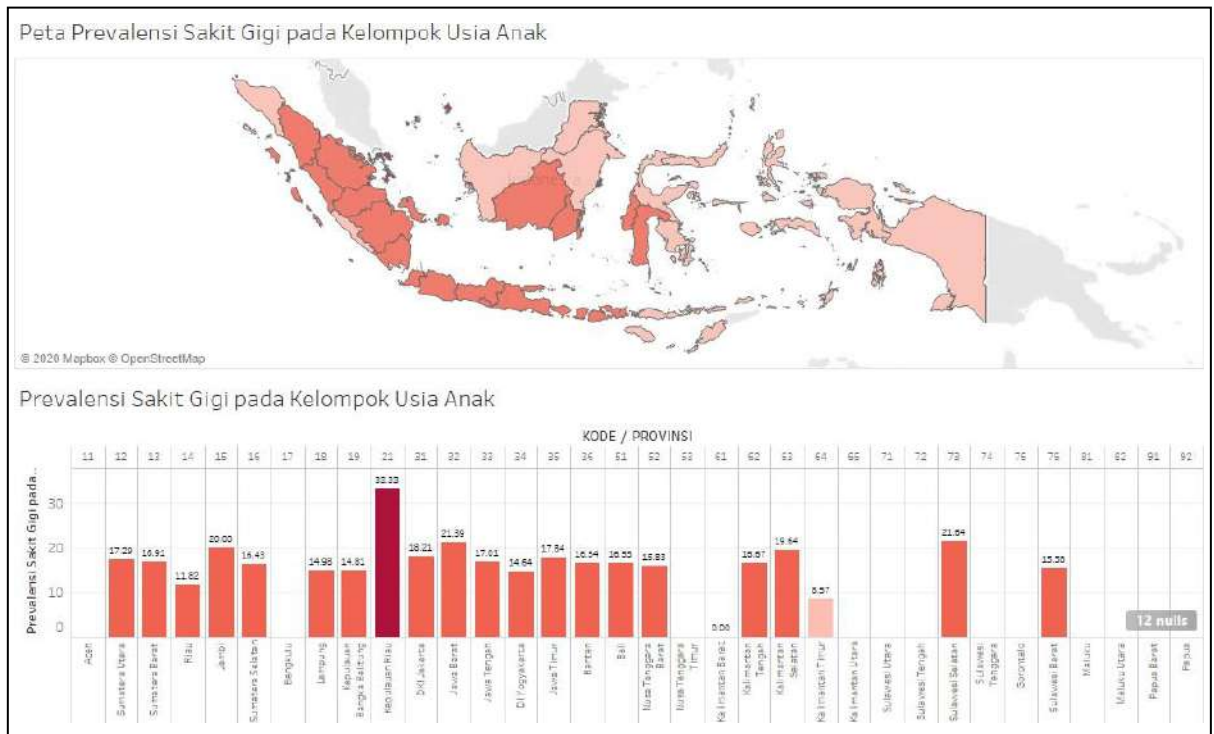 Peta Prevalensi Sakit Gigi pada Kelompok Usia Anak
Indonesia
© 2020 Mapbox © OpenStreetMap
Prevalensi Sakit Gigi pada Kelompok Usia Anak
KODE / PROVINSI
11 12 13 14 15 16 17 18 19 21 31 32 33 34 35 36 51 52 53 61 62 63 64 65 71 72 73 74 75 76 81 82 91 92
Prevalensi Sakit Gigi pada..
30
20
10
0
17.29 16.91 11.82 20.00 16.43 14.98 14.81 33.33 18.21 21.39 17.01 14.64 17.84 16.54 16.55 15.83 0.00 16.67 19.64 8.57 21.64 15.38
12 nulls
Aceh
Sumatera Utara
Sumatera Barat
Riau
Jambi
Sumatera Selatan
Bengkulu
Lampung
Kepulauan
Bangka Belitung
Kepulauan Riau
DKI Jakarta
Jawa Barat
Jawa Tengah
DI Yogyakarta
Jawa Timur
Banten
Bali
Nusa Tenggara
Barat
Nusa Tenggara
Timur
Kalimantan Barat
Kalimantan
Tengah
Kalimantan
Selatan
Kalimantan Timur
Kalimantan Utara
Sulawesi Utara
Sulawesi Tengah
Sulawesi Selatan
Sulawesi
Tenggara
Gorontalo
Sulawesi Barat
Maluku
Maluku Utara
Papua Barat
Papua